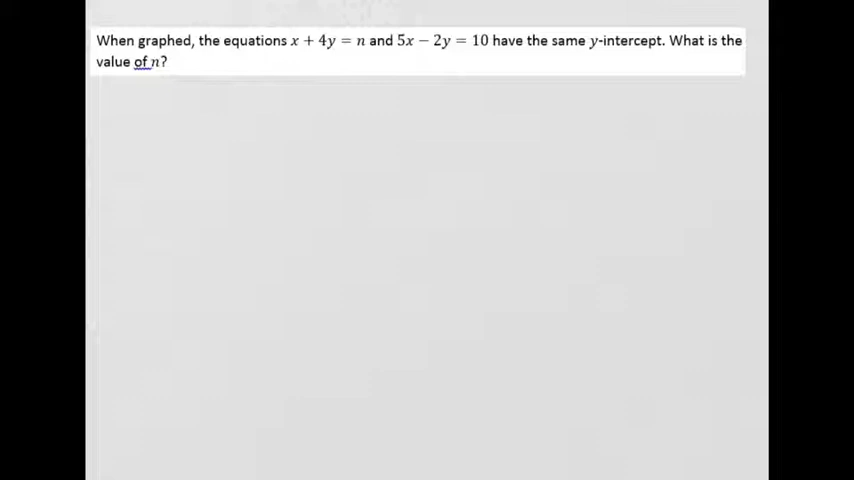 When graphed, the equations x + 4y = n and 5x − 2y = 10 have the same y-intercept. What is the
value of n?